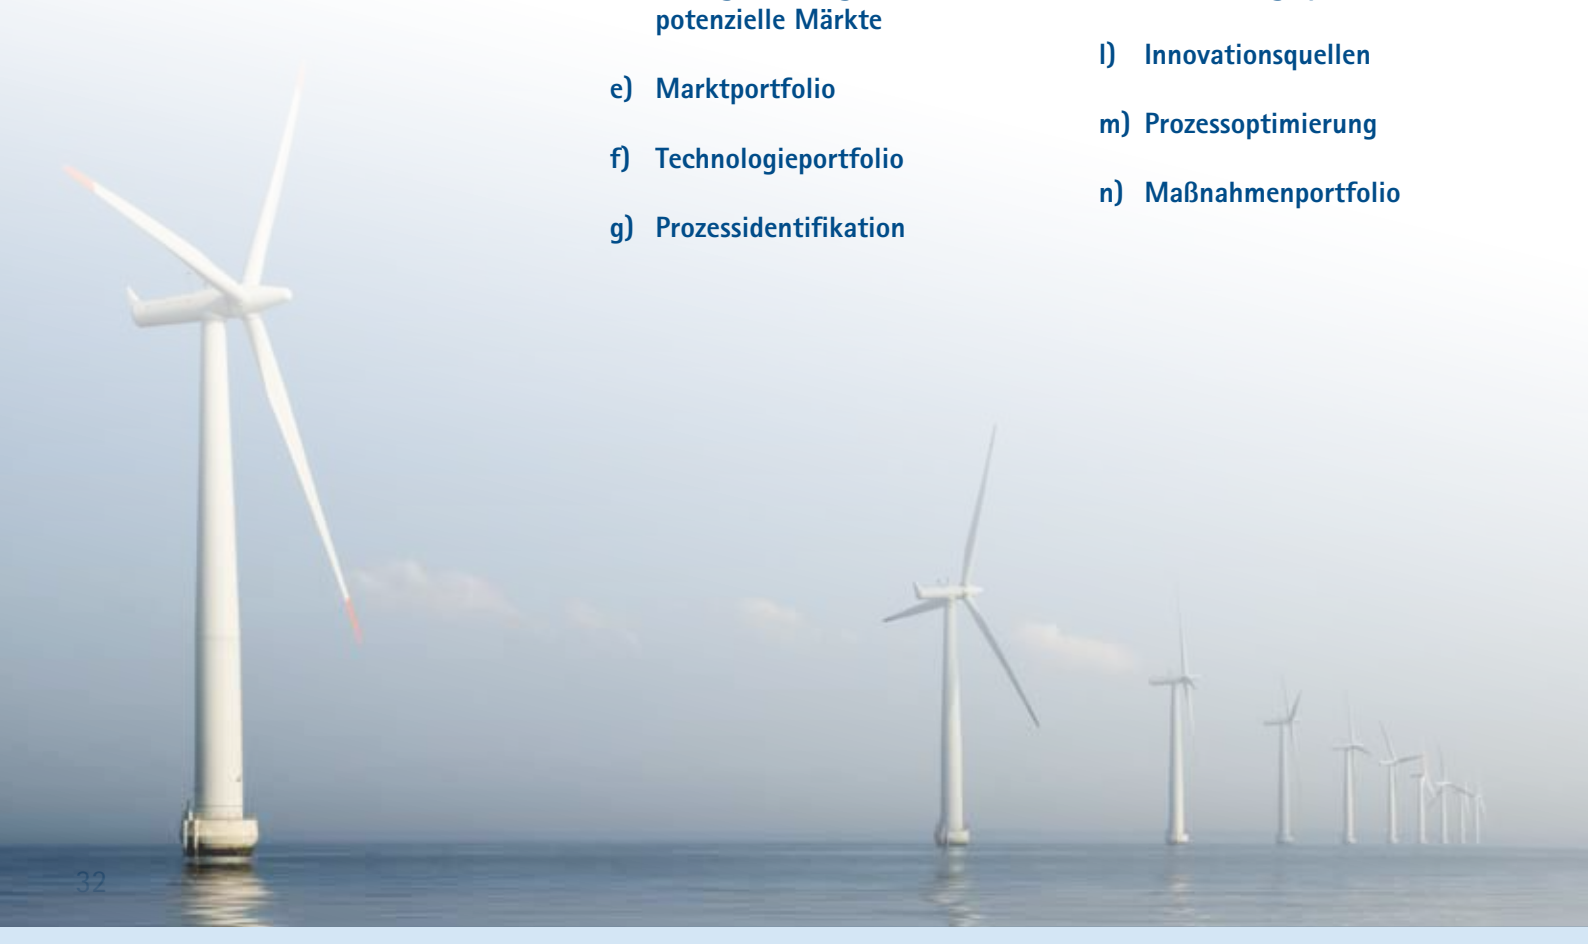 potenzielle Märkte
e) Marktportfolio
f) Technologieportfolio
g) Prozessidentifikation
l) Innovationsquellen
m) Prozessoptimierung
n) Maßnahmenportfolio
32